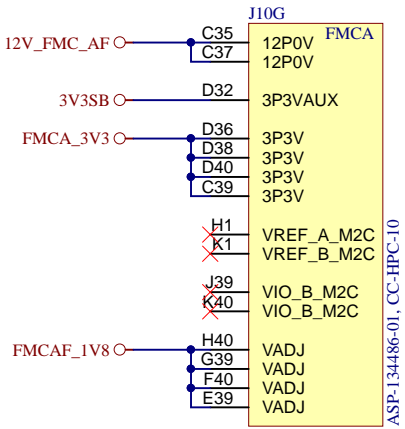 J10G
FMCA
12V_FMC_AF C35 12P0V
C37 12P0V
3V3SB D32 3P3VAUX
FMCA_3V3 D36 3P3V
D38 3P3V
D40 3P3V
C39 3P3V
H1 VREF_A_M2C
K1 VREF_B_M2C
J39 VIO_B_M2C
K40 VIO_B_M2C
FMCAF_1V8 H40 VADJ
G39 VADJ
F40 VADJ
E39 VADJ
ASP-134486-01, CC-HPC-10